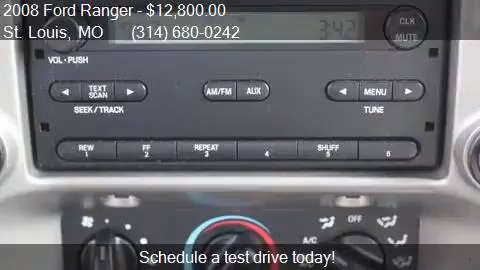 2008 Ford Ranger - $12,800.00
St. Louis, MO (314) 680-0242
3:42
CLK
MUTE
VOL • PUSH
◄ TEXT SCAN ► AM/FM AUX ◄ MENU ►
SEEK / TRACK TUNE
REW FF REPEAT SHUFF
1 2 3 4 5 6
OFF
A/C
Schedule a test drive today!